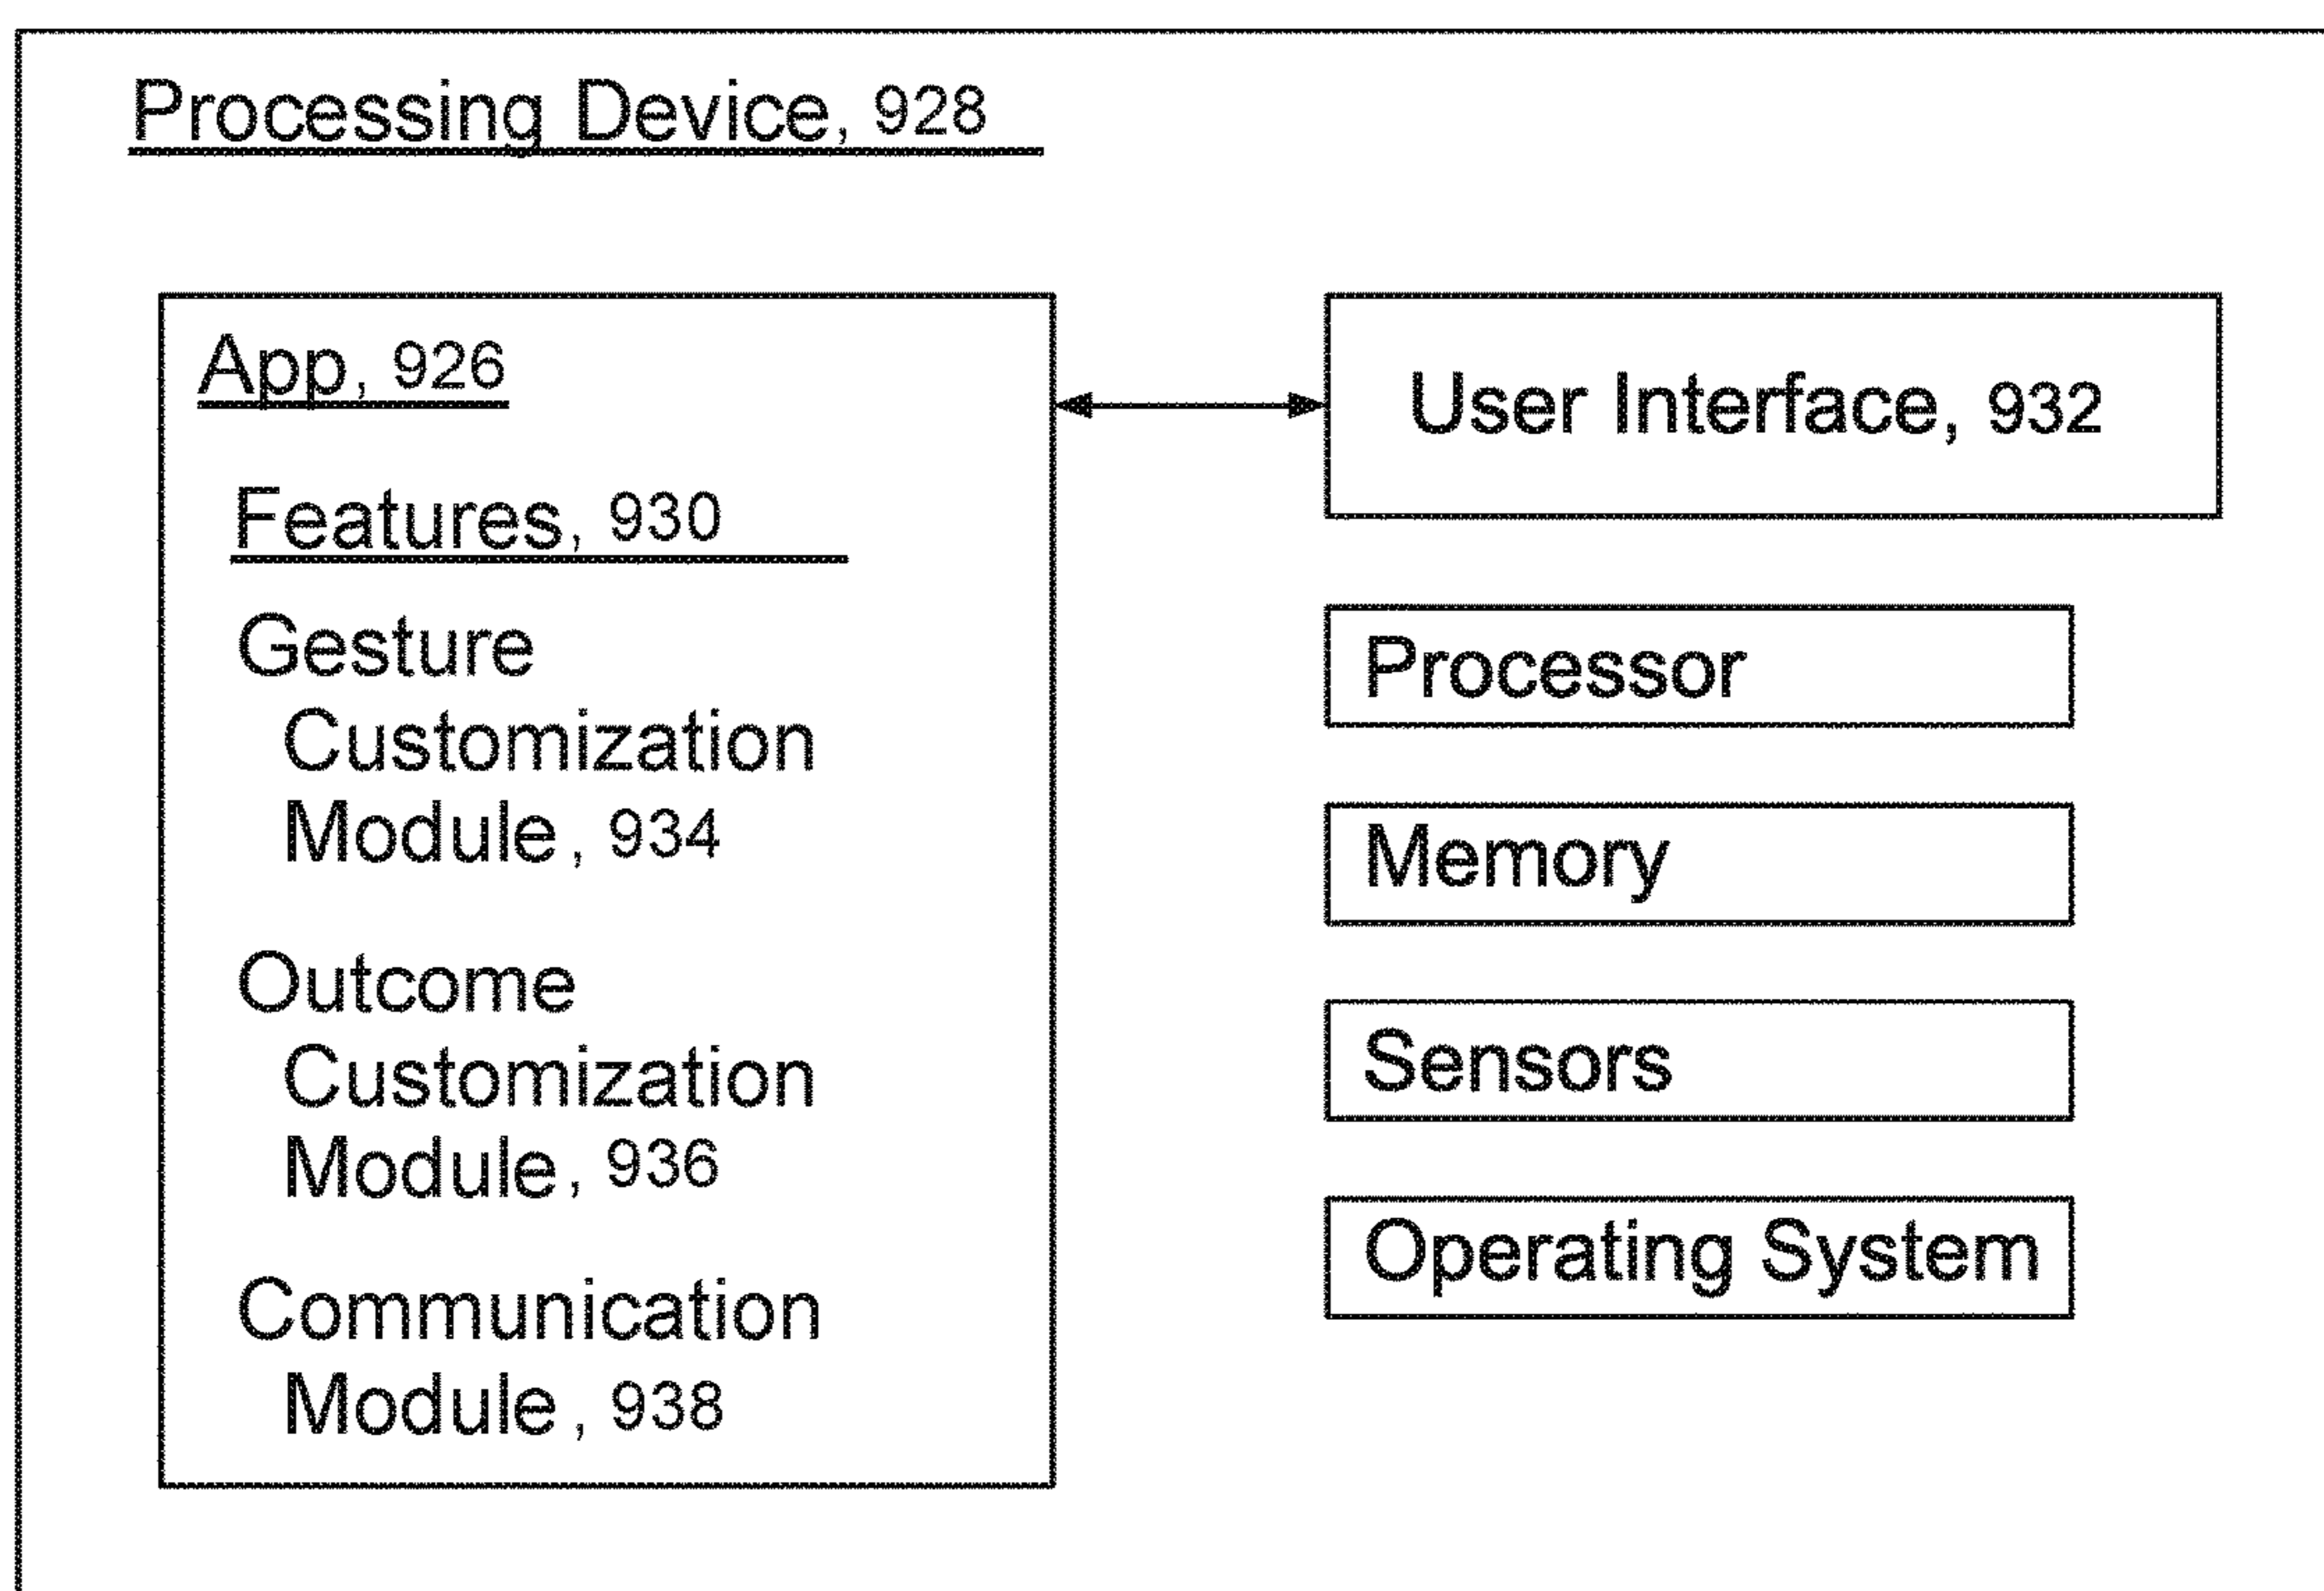 Processing Device, 928
App, 926
Features, 930
Gesture
Customization
Module, 934
Outcome
Customization
Module, 936
Communication
Module, 938
User Interface, 932
Processor
Memory
Sensors
Operating System